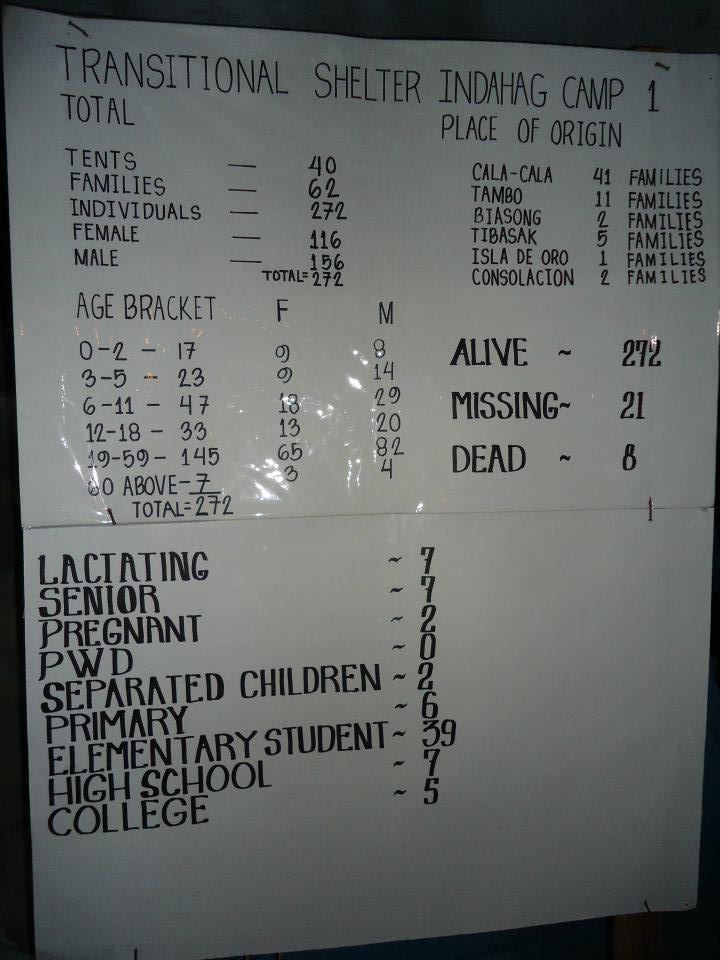 TRANSITIONAL SHELTER INDAHAG CAMP 1
TOTAL
TENTS — 40
FAMILIES — 62
INDIVIDUALS — 272
FEMALE — 116
MALE — 156
TOTAL=272
PLACE OF ORIGIN
CALA-CALA 41 FAMILIES
TAMBO 11 FAMILIES
BIASONG 2 FAMILIES
TIBASAK 5 FAMILIES
ISLA DE ORO 1 FAMILIES
CONSOLACION 2 FAMILIES
AGE BRACKET F M
0-2 - 17 9 8
3-5 - 23 9 14
6-11 - 47 18 29
12-18 - 33 13 20
19-59- 145 65 82
60 ABOVE-7 3 4
TOTAL=272
ALIVE ~ 272
MISSING~ 21
DEAD ~ 8
LACTATING ~ 7
SENIOR ~ 7
PREGNANT ~ 2
PWD ~ 0
SEPARATED CHILDREN ~ 2
PRIMARY ~ 6
ELEMENTARY STUDENT~ 39
HIGH SCHOOL ~ 7
COLLEGE ~ 5